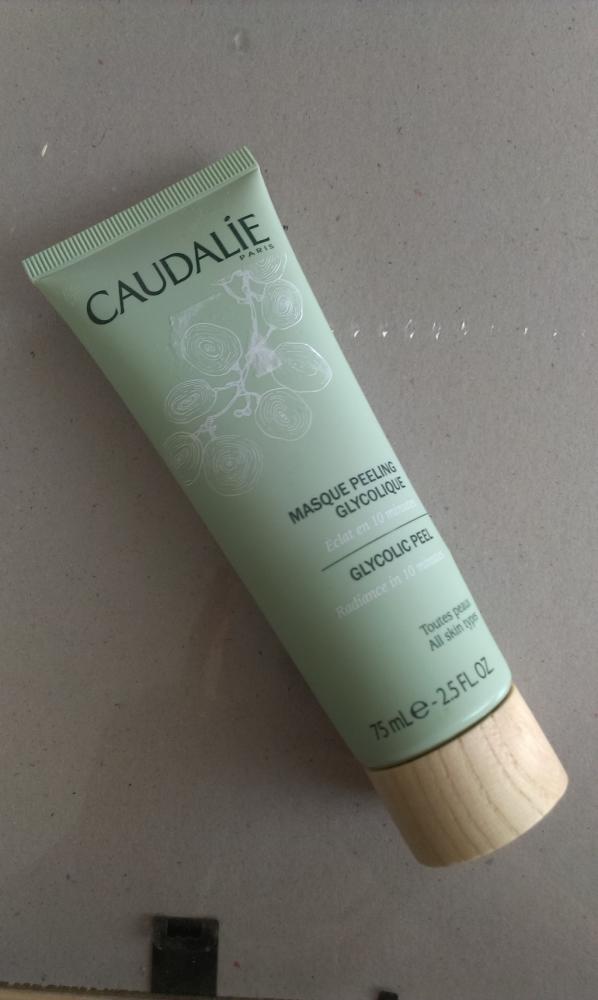 CAUDALÍE
PARIS
MASQUE PEELING
GLYCOLIQUE
Eclat en 10 minutes
GLYCOLIC PEEL
Radiance in 10 minutes
Toutes peaux
All skin types
75 mL e - 2.5 FL. OZ